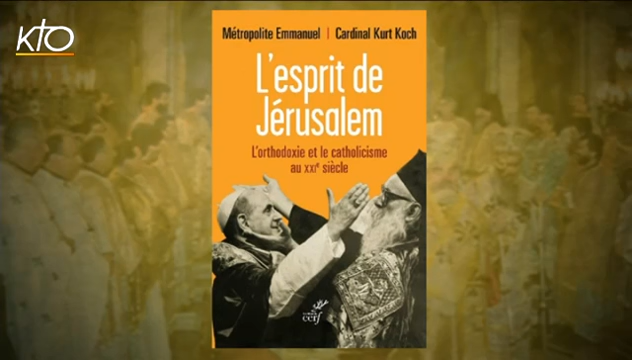 kto
Métropolite Emmanuel | Cardinal Kurt Koch
L'esprit de
Jérusalem
L'orthodoxie et le catholicisme
au XXIe siècle
cerf